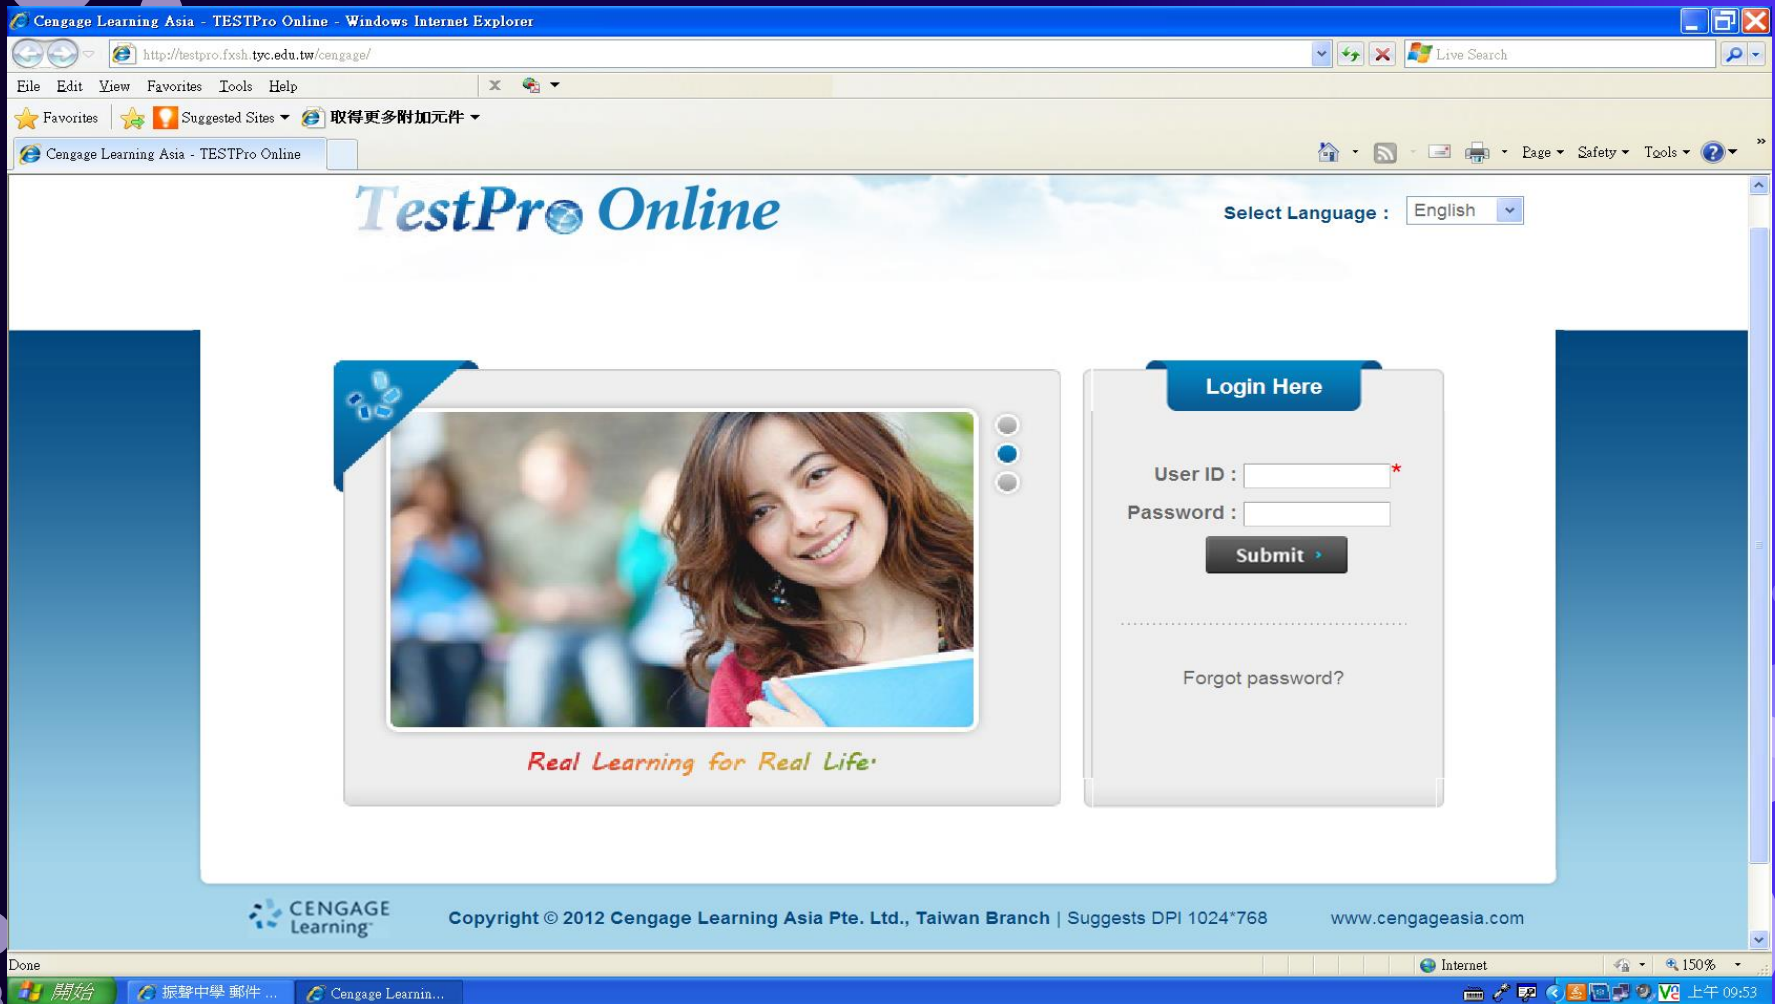 Cengage Learning Asia - TESTPro Online - Windows Internet Explorer
http://testpro.fxsh.tyc.edu.tw/cengage/
Live Search
File Edit View Favorites Tools Help
Favorites Suggested Sites 取得更多附加元件
Cengage Learning Asia - TESTPro Online
Page Safety Tools
TestPro Online
Select Language : English
Login Here
User ID : *
Password :
Submit
Forgot password?
Real Learning for Real Life.
CENGAGE
Learning™
Copyright © 2012 Cengage Learning Asia Pte. Ltd., Taiwan Branch | Suggests DPI 1024*768
www.cengageasia.com
Done
Internet
150%
開始
振聲中學 郵件 ...
Cengage Learnin...
上午 09:53